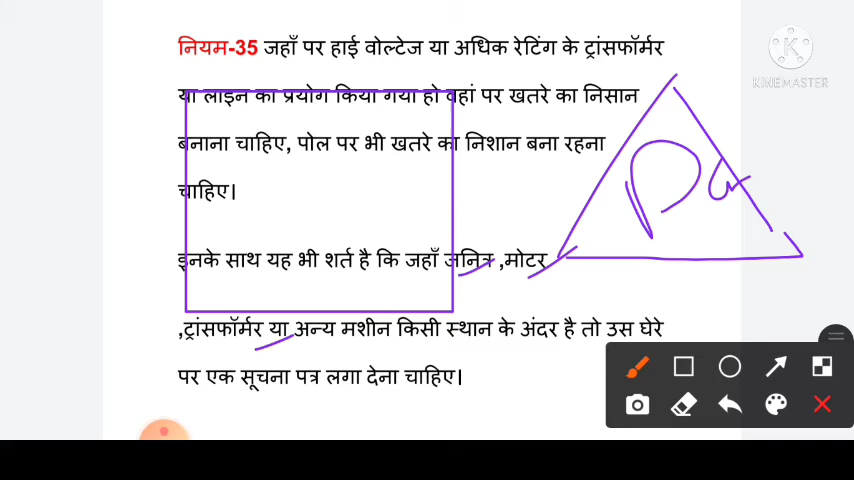 नियम-35 जहाँ पर हाई वोल्टेज या अधिक रेटिंग के ट्रांसफॉर्मर
या लाइन का प्रयोग किया गया हो वहां पर खतरे का निसान
बनाना चाहिए, पोल पर भी खतरे का निशान बना रहना
चाहिए।
इनके साथ यह भी शर्त है कि जहाँ जनित्र ,मोटर
,ट्रांसफॉर्मर या अन्य मशीन किसी स्थान के अंदर है तो उस घेरे
पर एक सूचना पत्र लगा देना चाहिए।
KINEMASTER